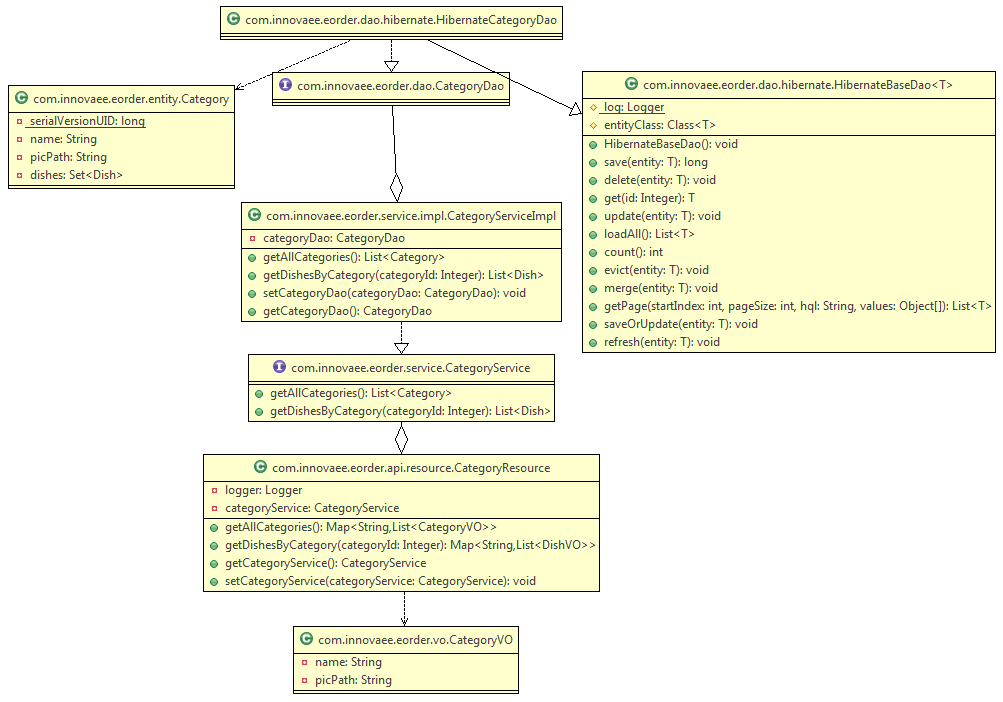 C com.innovaee.eorder.dao.hibernate.HibernateCategoryDao
C com.innovaee.eorder.entity.Category
serialVersionUID: long
name: String
picPath: String
dishes: Set<Dish>
I com.innovaee.eorder.dao.CategoryDao
C com.innovaee.eorder.dao.hibernate.HibernateBaseDao<T>
log: Logger
entityClass: Class<T>
HibernateBaseDao(): void
save(entity: T): long
delete(entity: T): void
get(id: Integer): T
update(entity: T): void
loadAll(): List<T>
count(): int
evict(entity: T): void
merge(entity: T): void
getPage(startIndex: int, pageSize: int, hql: String, values: Object[]): List<T>
saveOrUpdate(entity: T): void
refresh(entity: T): void
C com.innovaee.eorder.service.impl.CategoryServiceImpl
categoryDao: CategoryDao
getAllCategories(): List<Category>
getDishesByCategory(categoryId: Integer): List<Dish>
setCategoryDao(categoryDao: CategoryDao): void
getCategoryDao(): CategoryDao
I com.innovaee.eorder.service.CategoryService
getAllCategories(): List<Category>
getDishesByCategory(categoryId: Integer): List<Dish>
C com.innovaee.eorder.api.resource.CategoryResource
logger: Logger
categoryService: CategoryService
getAllCategories(): Map<String,List<CategoryVO>>
getDishesByCategory(categoryId: Integer): Map<String,List<DishVO>>
getCategoryService(): CategoryService
setCategoryService(categoryService: CategoryService): void
C com.innovaee.eorder.vo.CategoryVO
name: String
picPath: String